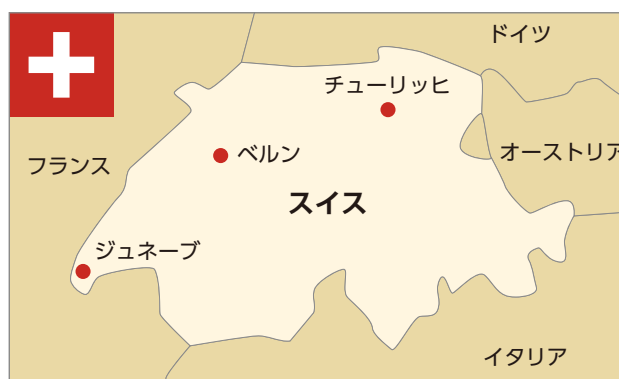 ドイツ
チューリッヒ
オーストリア
ベルン
フランス
スイス
ジュネーブ
イタリア